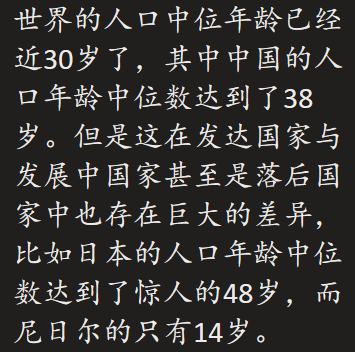 世界的人口中位年龄已经
近30岁了，其中中国的人
口年龄中位数达到了38
岁。但是这在发达国家与
发展中国家甚至是落后国
家中也存在巨大的差异，
比如日本的人口年龄中位
数达到了惊人的48岁，而
尼日尔的只有14岁。